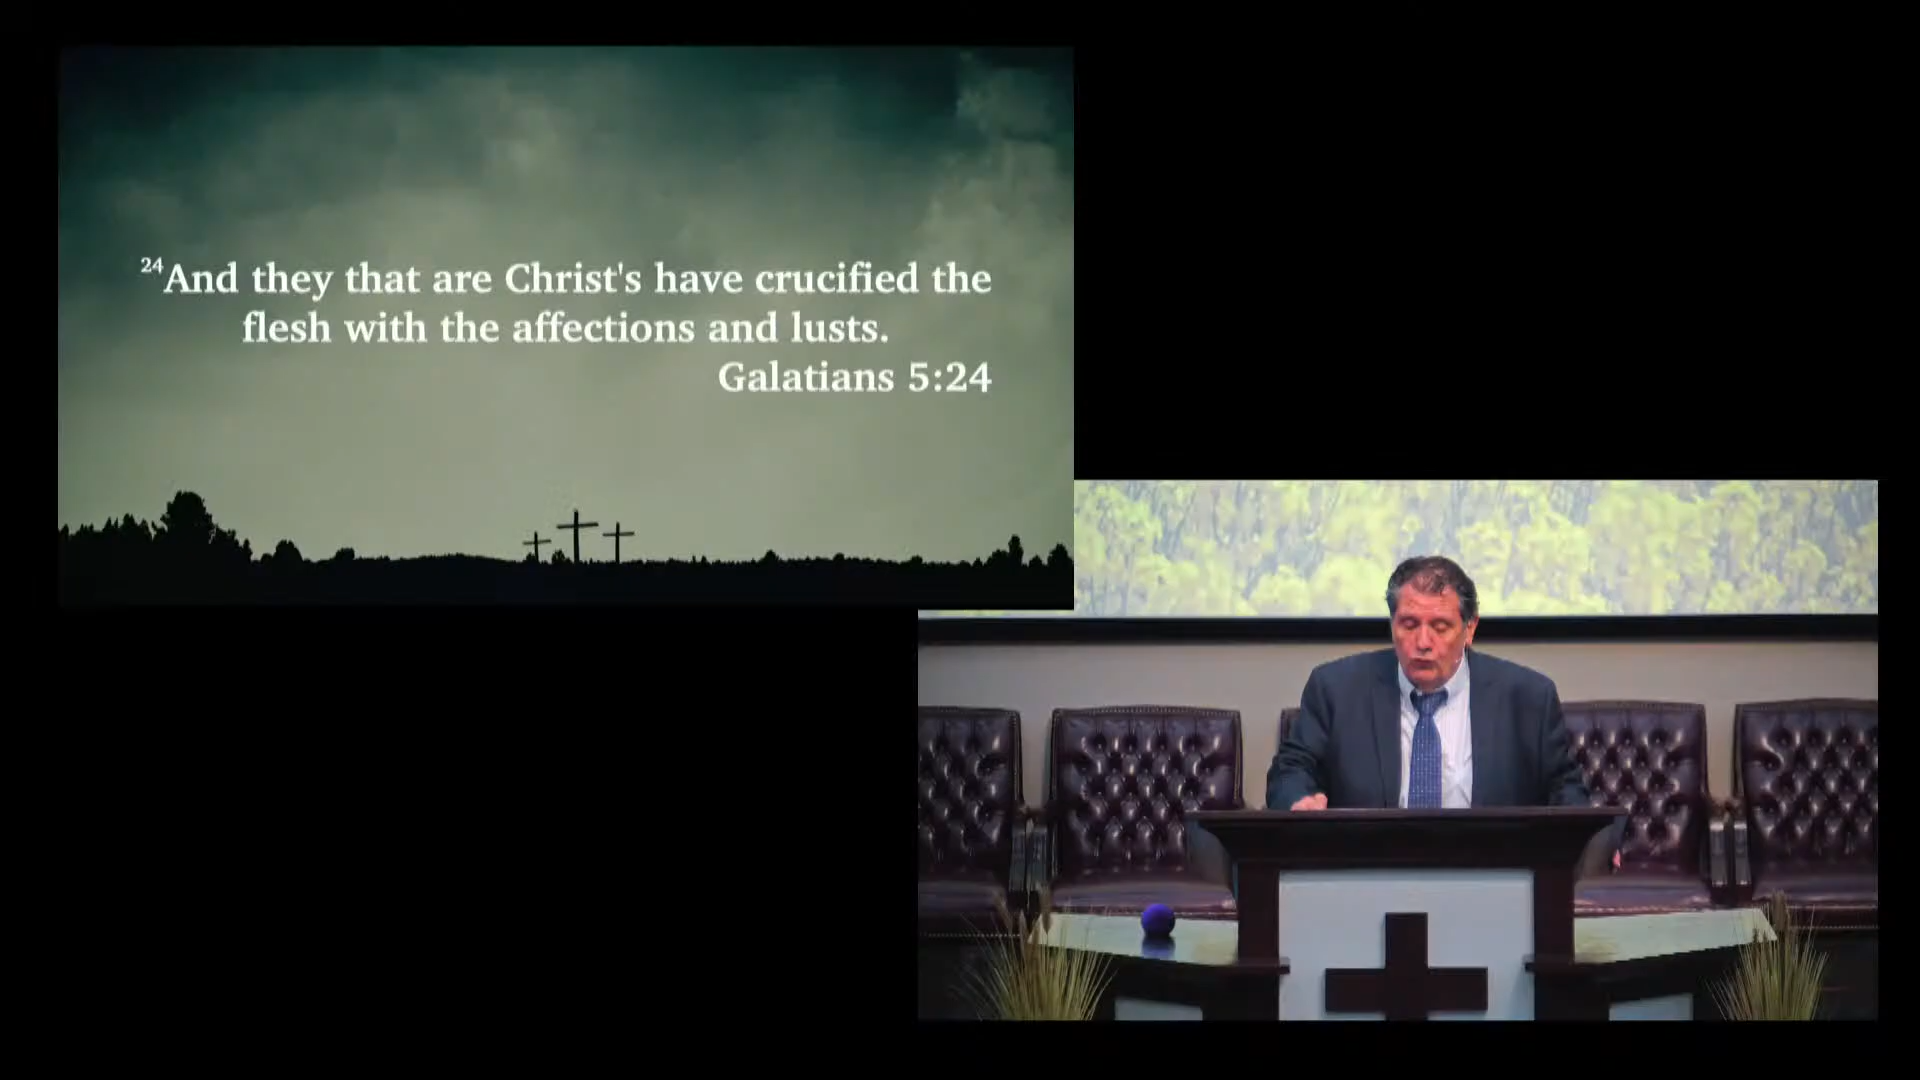 24And they that are Christ's have crucified the
flesh with the affections and lusts.
Galatians 5:24